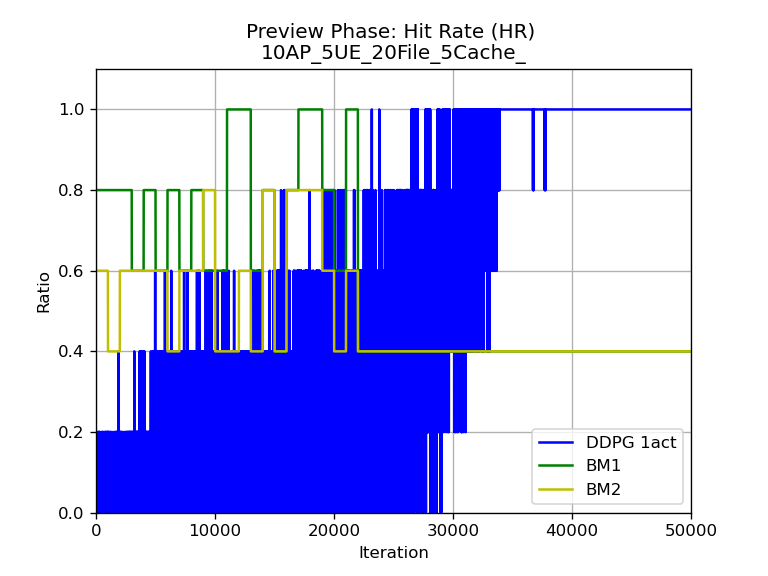 Preview Phase: Hit Rate (HR)
10AP_5UE_20File_5Cache_
1.0
0.8
0.6
0.4
0.2
0.0
Ratio
0
10000
20000
30000
40000
50000
Iteration
DDPG 1act
BM1
BM2